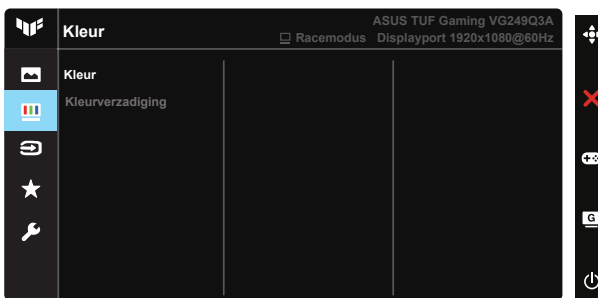 Kleur
ASUS TUF Gaming VG249Q3A
Racemodus Displayport 1920x1080@60Hz
Kleur
Kleurverzadiging
G